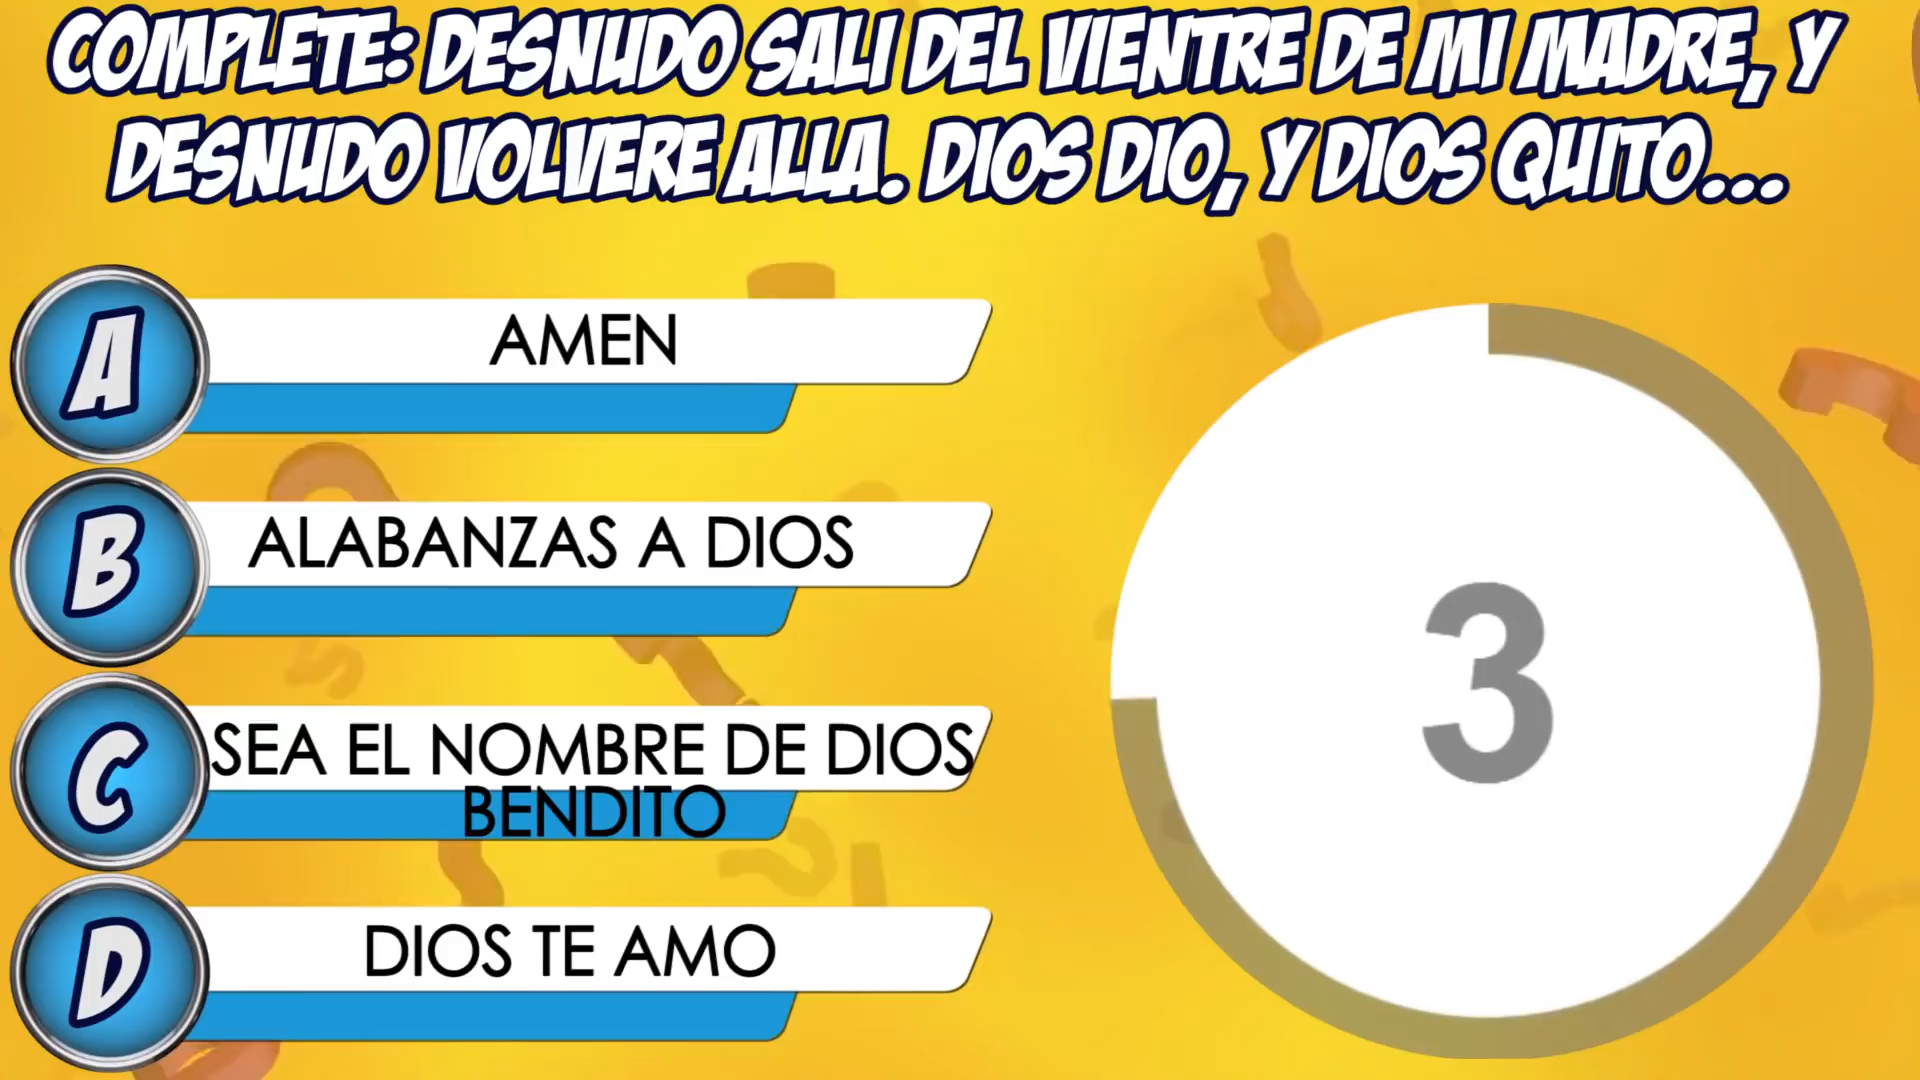 COMPLETE: DESNUDO SALI DEL VIENTRE DE MI MADRE, Y
DESNUDO VOLVERE ALLA. DIOS DIO, Y DIOS QUITO...
A
AMEN
B
ALABANZAS A DIOS
C
SEA EL NOMBRE DE DIOS
BENDITO
D
DIOS TE AMO
3